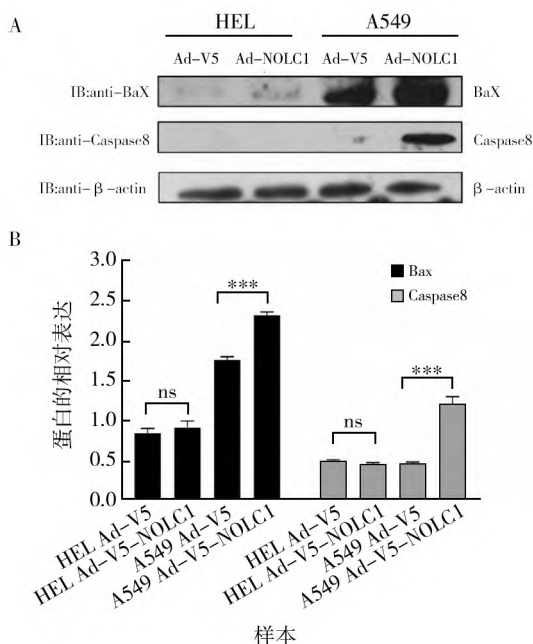 A
HEL A549
Ad-V5 Ad-NOLC1 Ad-V5 Ad-NOLC1
IB:anti-BaX BaX
IB:anti-Caspase8 Caspase8
IB:anti-β-actin β-actin
B
蛋白的相对表达
3.0
2.5
2.0
1.5
1.0
0.5
0.0
ns
***
ns
***
Bax
Caspase8
HEL Ad-V5
HEL Ad-V5-NOLC1
A549 Ad-V5
A549 Ad-V5-NOLC1
HEL Ad-V5
HEL Ad-V5-NOLC1
A549 Ad-V5
A549 Ad-V5-NOLC1
样本